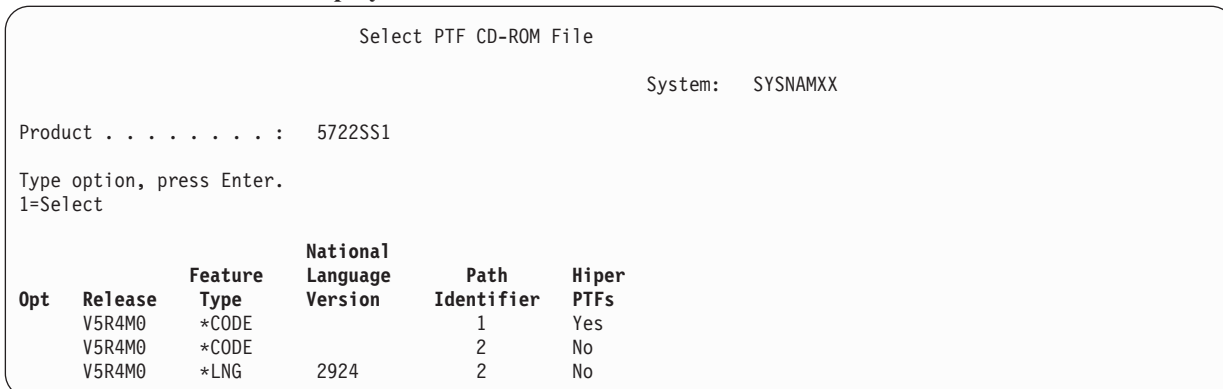 Select PTF CD-ROM File
System: SYSNAMXX
Product . . . . . . . . : 5722SS1
Type option, press Enter.
1=Select
National
Feature Language Path Hiper
Opt Release Type Version Identifier PTFs
V5R4M0 *CODE 1 Yes
V5R4M0 *CODE 2 No
V5R4M0 *LNG 2924 2 No